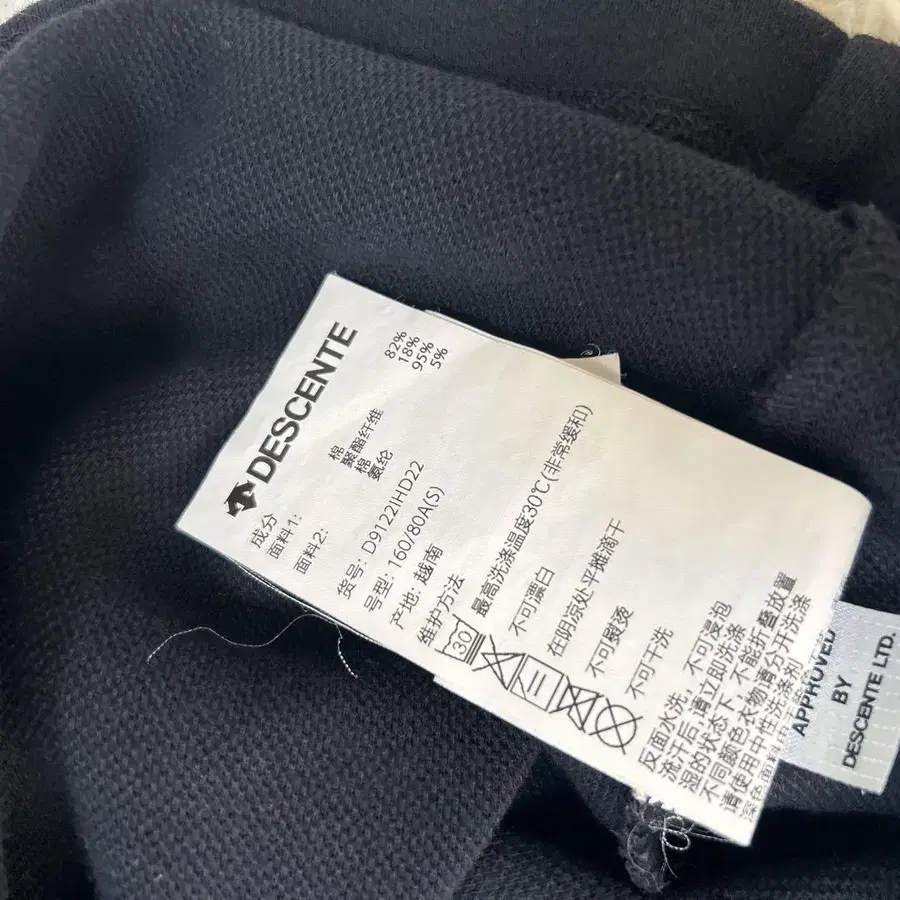 DESCENTE
成分
面料1: 棉 82%
聚酯纤维 18%
面料2: 棉 95%
氨纶 5%
货号: D9122IHD22
号型: 160/80A(S)
产地: 越南
维护方法
30 最高洗涤温度30℃(非常缓和)
不可漂白
在阴凉处平摊滴干
不可熨烫
不可干洗
反面水洗, 不可浸泡
流汗后,请立即洗涤
湿的状态下, 不能折叠放置
不同颜色衣物请分开洗涤
请使用中性洗涤剂
深色面料
APPROVED
BY
DESCENTE LTD.